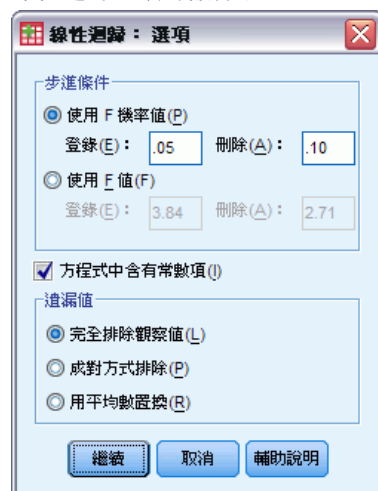 線性迴歸：選項
步進條件
使用 F 機率值(P)
登錄(E)： .05 刪除(A)： .10
使用 F 值(F)
登錄(E)： 3.84 刪除(A)： 2.71
方程式中含有常數項(I)
遺漏值
完全排除觀察值(L)
成對方式排除(P)
用平均數置換(R)
繼續 取消 輔助說明